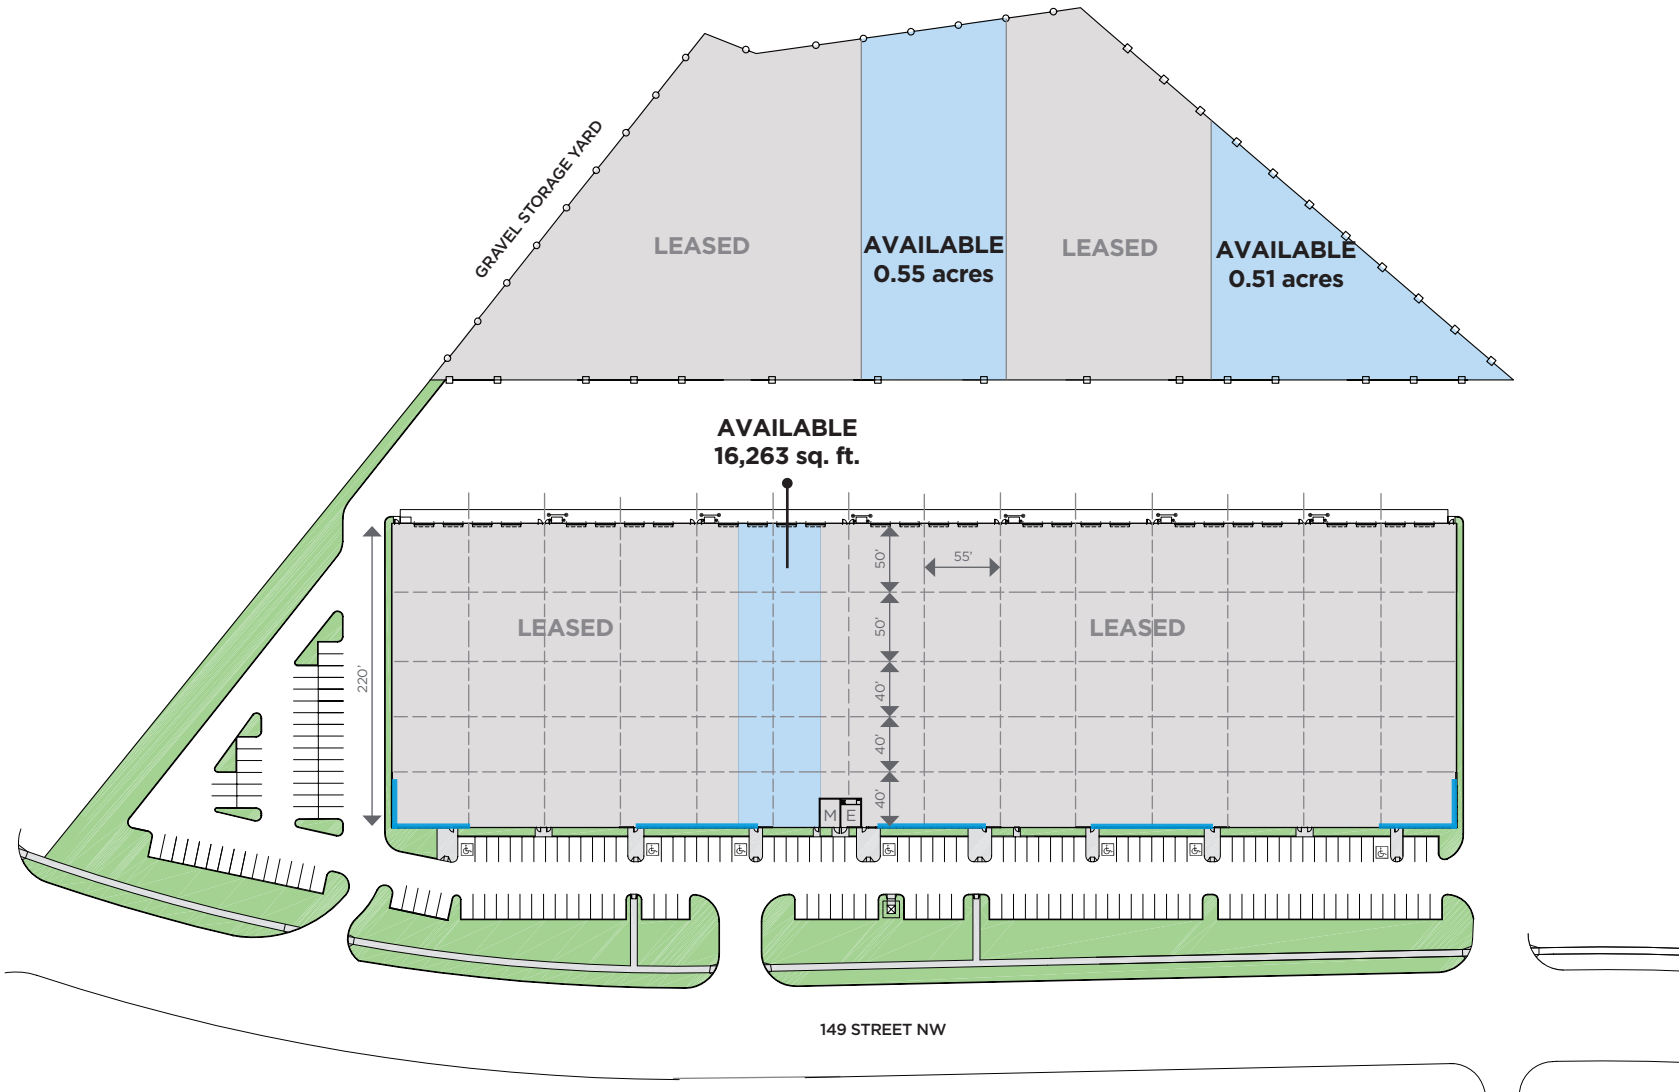 GRAVEL STORAGE YARD
LEASED
AVAILABLE
0.55 acres
LEASED
AVAILABLE
0.51 acres
AVAILABLE
16,263 sq. ft.
220'
LEASED
50'
55'
50'
LEASED
40'
40'
40'
M
E
149 STREET NW